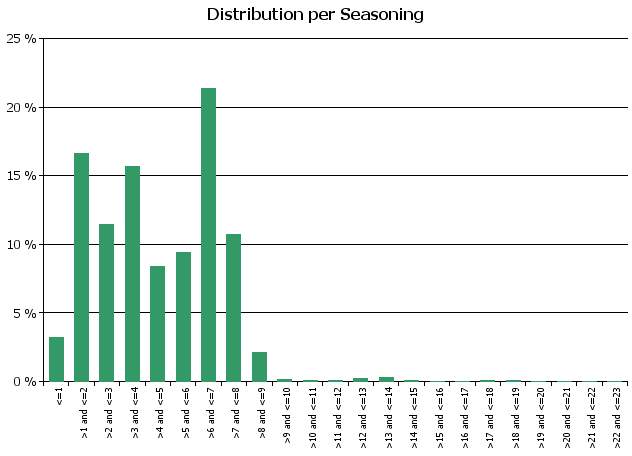 Distribution per Seasoning
25 %
20 %
15 %
10 %
5 %
0 %
<=1
>1 and <=2
>2 and <=3
>3 and <=4
>4 and <=5
>5 and <=6
>6 and <=7
>7 and <=8
>8 and <=9
>9 and <=10
>10 and <=11
>11 and <=12
>12 and <=13
>13 and <=14
>14 and <=15
>15 and <=16
>16 and <=17
>17 and <=18
>18 and <=19
>19 and <=20
>20 and <=21
>21 and <=22
>22 and <=23